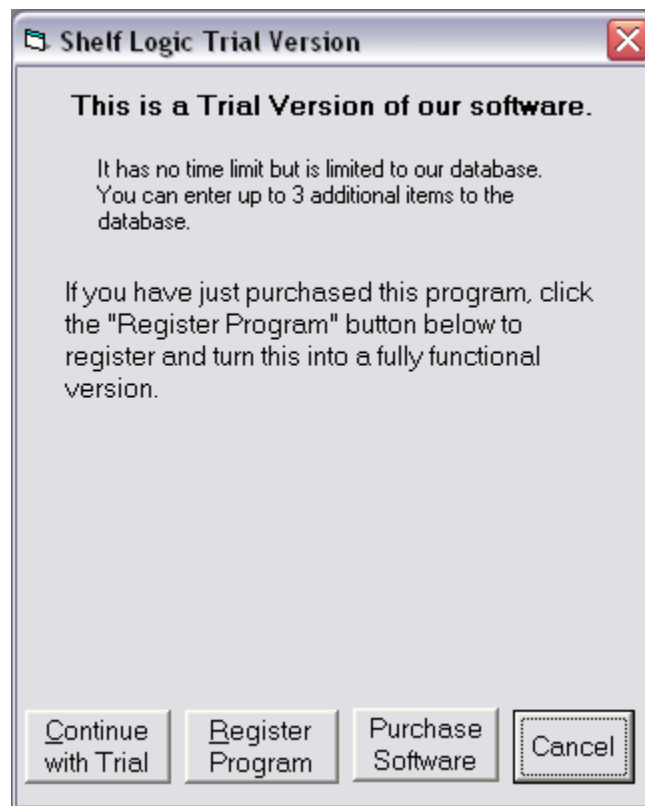 Shelf Logic Trial Version
This is a Trial Version of our software.
It has no time limit but is limited to our database.
You can enter up to 3 additional items to the
database.
If you have just purchased this program, click
the "Register Program" button below to
register and turn this into a fully functional
version.
Continue
with Trial
Register
Program
Purchase
Software
Cancel